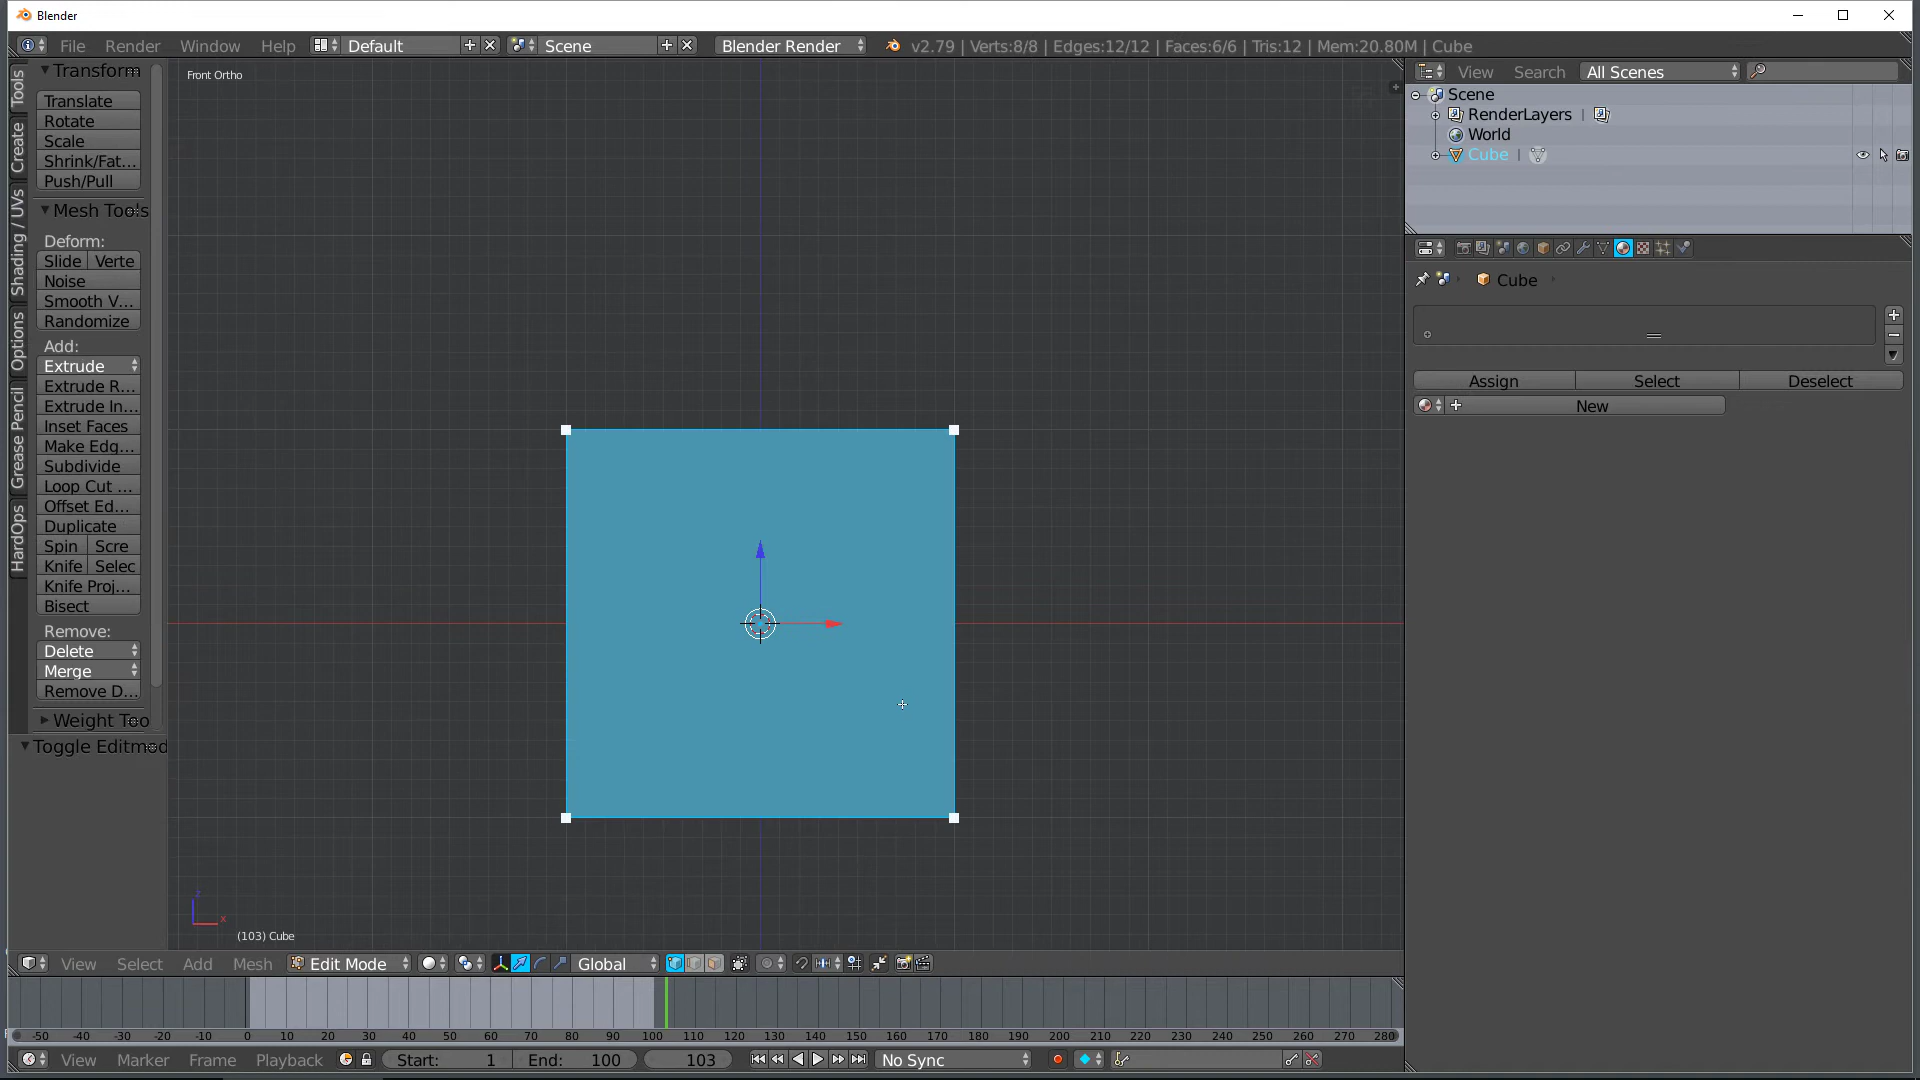 Blender
File Render Window Help Default Scene Blender Render v2.79 | Verts:8/8 | Edges:12/12 | Faces:6/6 | Tris:12 | Mem:20.80M | Cube
Tools
Create
Shading / UVs
Options
Grease Pencil
HardOps
Transform
Translate
Rotate
Scale
Shrink/Fat...
Push/Pull
Mesh Tools
Deform:
Slide Verte
Noise
Smooth V...
Randomize
Add:
Extrude
Extrude R...
Extrude In...
Inset Faces
Make Edg...
Subdivide
Loop Cut ...
Offset Ed...
Duplicate
Spin Scre
Knife Selec
Knife Proj...
Bisect
Remove:
Delete
Merge
Remove D...
Weight Too
Toggle Editmod
Front Ortho
z
x
(103) Cube
View Search All Scenes
Scene
RenderLayers |
World
Cube |
Cube
Assign Select Deselect
New
View Select Add Mesh Edit Mode Global
-50 -40 -30 -20 -10 0 10 20 30 40 50 60 70 80 90 100 110 120 130 140 150 160 170 180 190 200 210 220 230 240 250 260 270 280
View Marker Frame Playback Start: 1 End: 100 103 No Sync